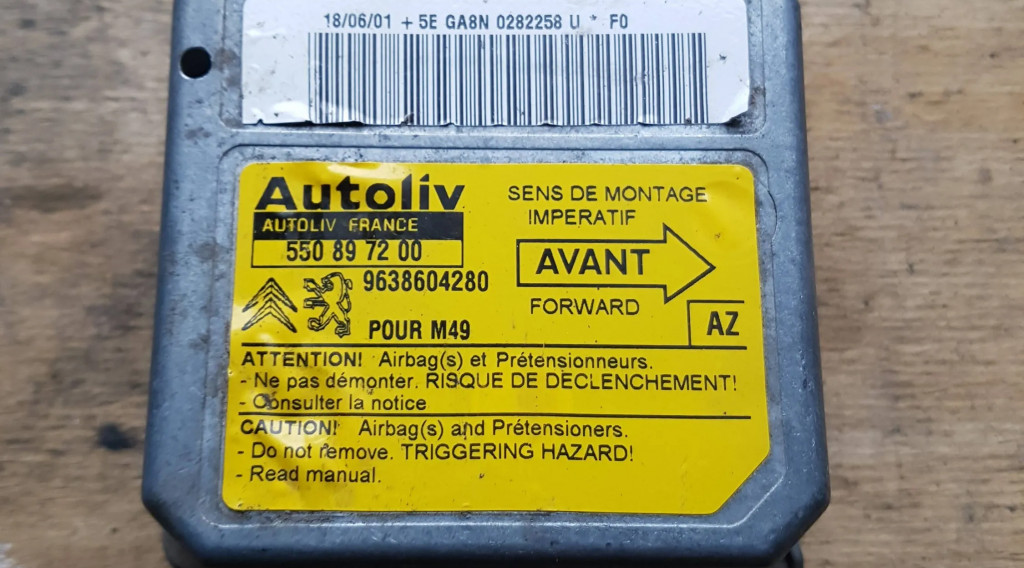 18/06/01 + 5E GA8N 0282258 U * F0
Autoliv
AUTOLIV FRANCE
550 89 72 00
9638604280
POUR M49
SENS DE MONTAGE
IMPERATIF
AVANT
FORWARD
AZ
ATTENTION! Airbag(s) et Prétensionneurs.
- Ne pas démonter. RISQUE DE DECLENCHEMENT!
- Consulter la notice
CAUTION! Airbag(s) and Prétensioners.
- Do not remove. TRIGGERING HAZARD!
- Read manual.